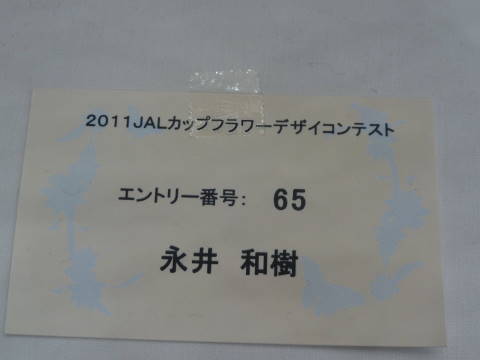 2011JALカップフラワーデザイコンテスト
エントリー番号: 65
永井 和樹